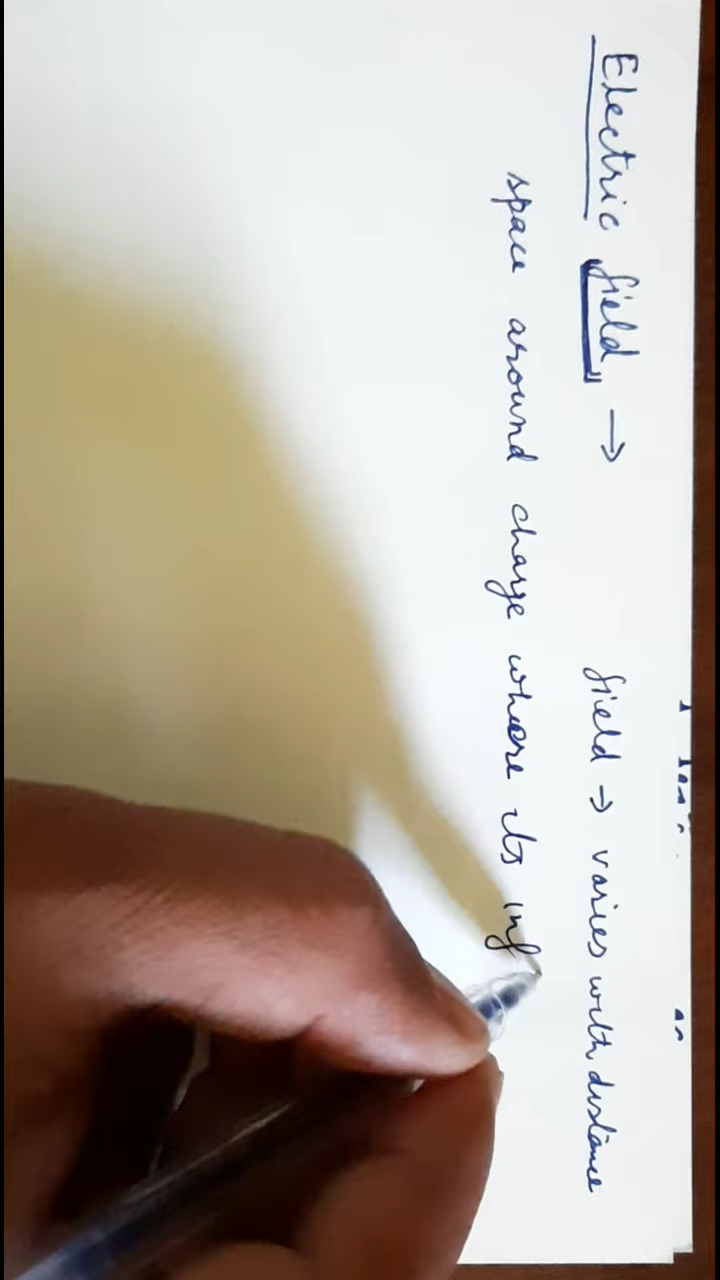 Electric field → field → varies with distance
space around charge where its inf